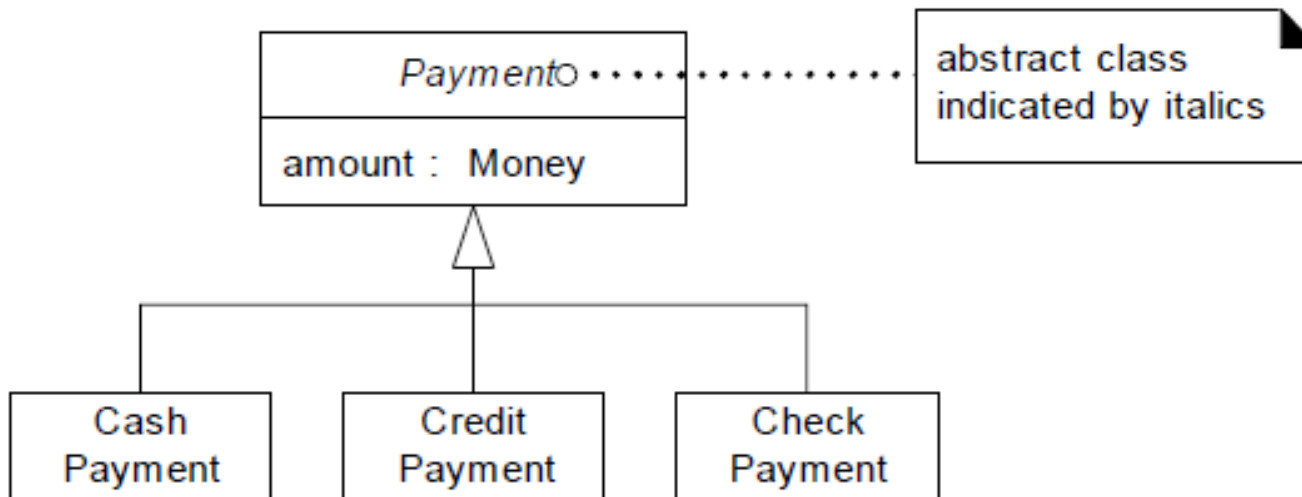 Payment
abstract class
indicated by italics
amount : Money
Cash
Payment
Credit
Payment
Check
Payment